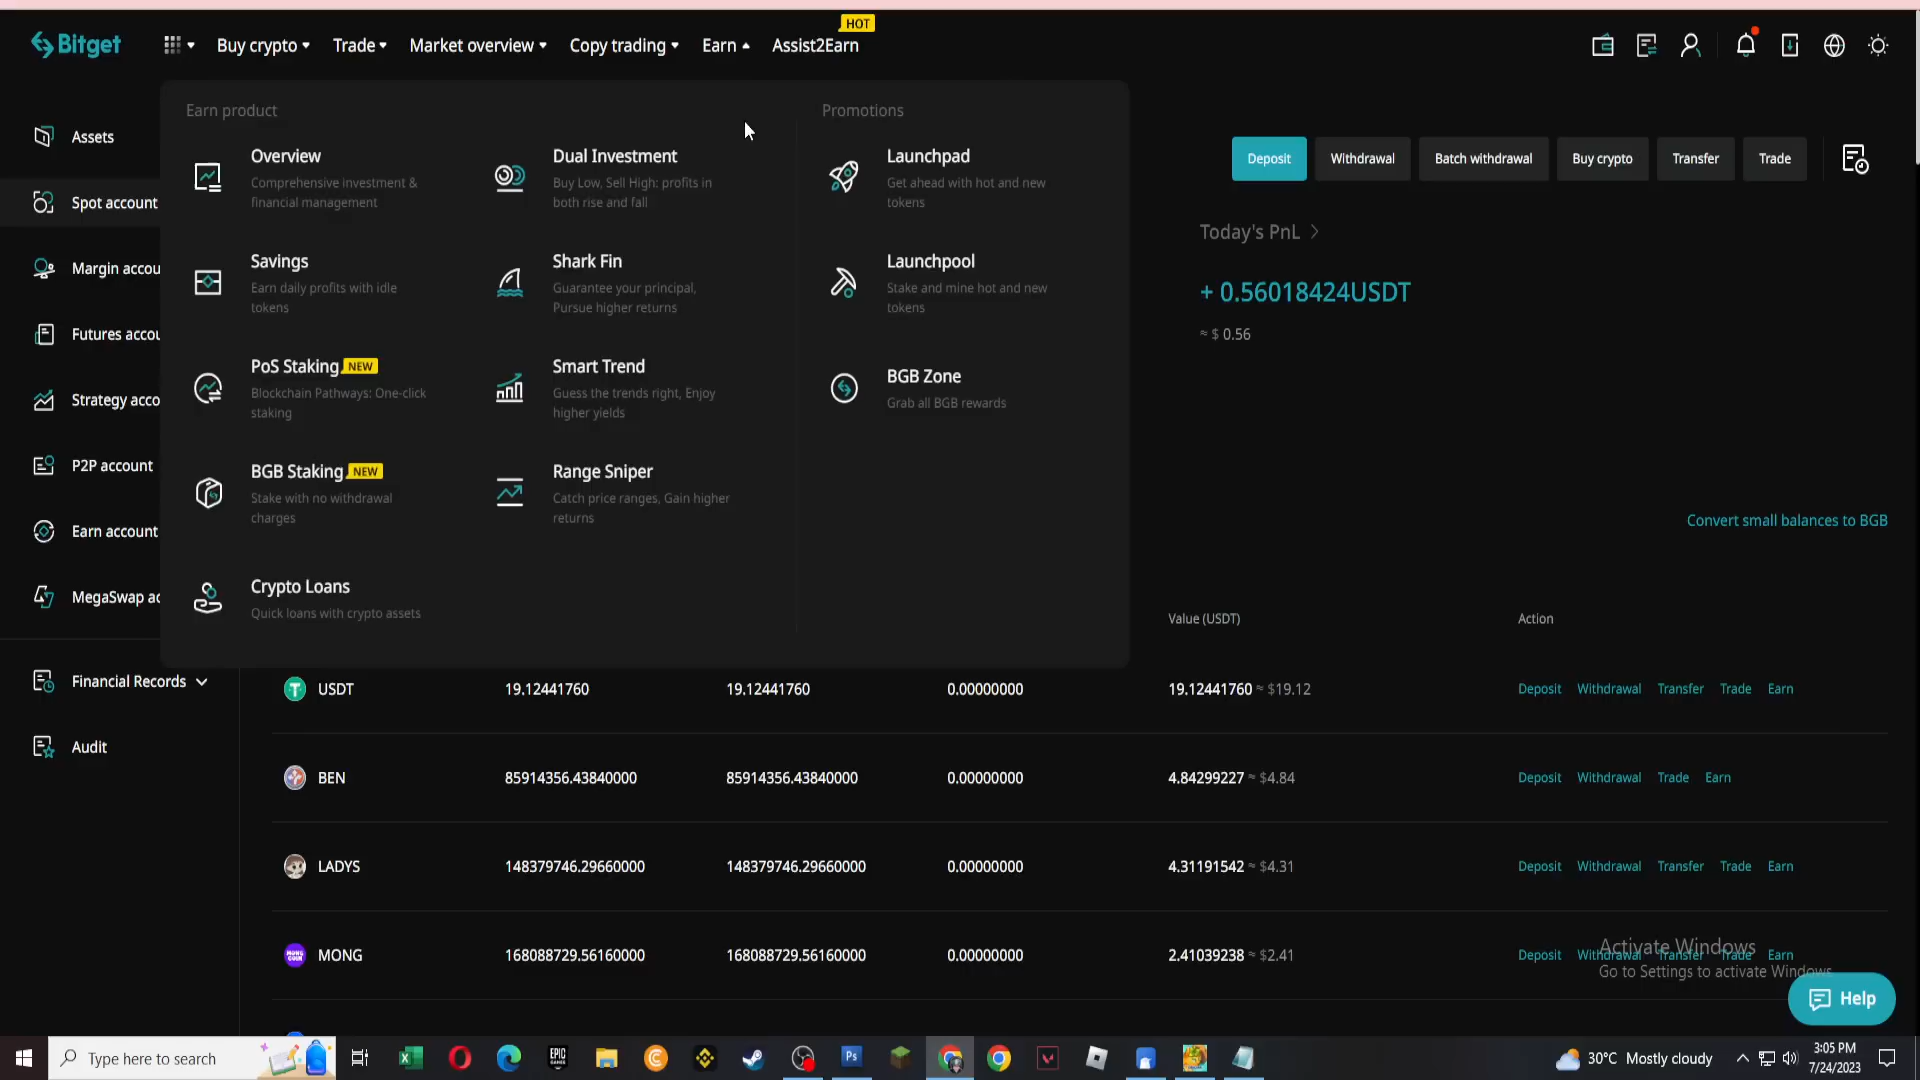 HOT
Bitget
Buy crypto
Trade
Market overview
Copy trading
Earn
Assist2Earn
Assets
Spot account
Margin accou
Futures accou
Strategy acco
P2P account
Earn account
MegaSwap ac
Financial Records
Audit
Earn product
Overview
Comprehensive investment &
financial management
Dual Investment
Buy Low, Sell High: profits in
both rise and fall
Savings
Earn daily profits with idle
tokens
Shark Fin
Guarantee your principal,
Pursue higher returns
PoS Staking NEW
Blockchain Pathways: One-click
staking
Smart Trend
Guess the trends right, Enjoy
higher yields
BGB Staking NEW
Stake with no withdrawal
charges
Range Sniper
Catch price ranges, Gain higher
returns
Crypto Loans
Quick loans with crypto assets
Promotions
Launchpad
Get ahead with hot and new
tokens
Launchpool
Stake and mine hot and new
tokens
BGB Zone
Grab all BGB rewards
Deposit Withdrawal Batch withdrawal Buy crypto Transfer Trade
Today's PnL
+ 0.56018424USDT
≈ $ 0.56
Convert small balances to BGB
Value (USDT) Action
USDT 19.12441760 19.12441760 0.00000000 19.12441760 ≈ $19.12 Deposit Withdrawal Transfer Trade Earn
BEN 85914356.43840000 85914356.43840000 0.00000000 4.84299227 ≈ $4.84 Deposit Withdrawal Trade Earn
LADYS 148379746.29660000 148379746.29660000 0.00000000 4.31191542 ≈ $4.31 Deposit Withdrawal Transfer Trade Earn
MONG 168088729.56160000 168088729.56160000 0.00000000 2.41039238 ≈ $2.41 Deposit Withdrawal Transfer Trade Earn
Activate Windows
Go to Settings to activate Windows.
Help
Type here to search
EPIC GAMES
Ps
30°C Mostly cloudy
3:05 PM
7/24/2023